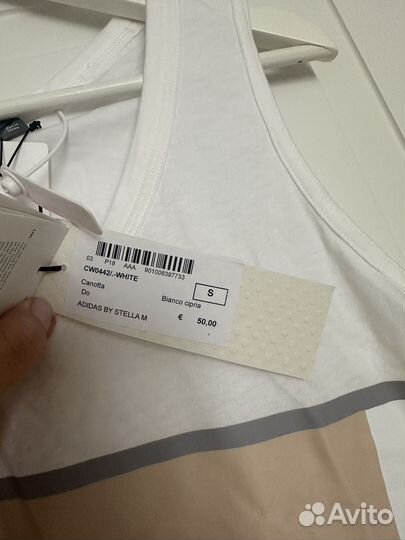 03 P18 AAA 901008397733
CW0442/.-WHITE
Canotta
Do
Bianco cipria
S
ADIDAS BY STELLA M
€ 50,00
Avito